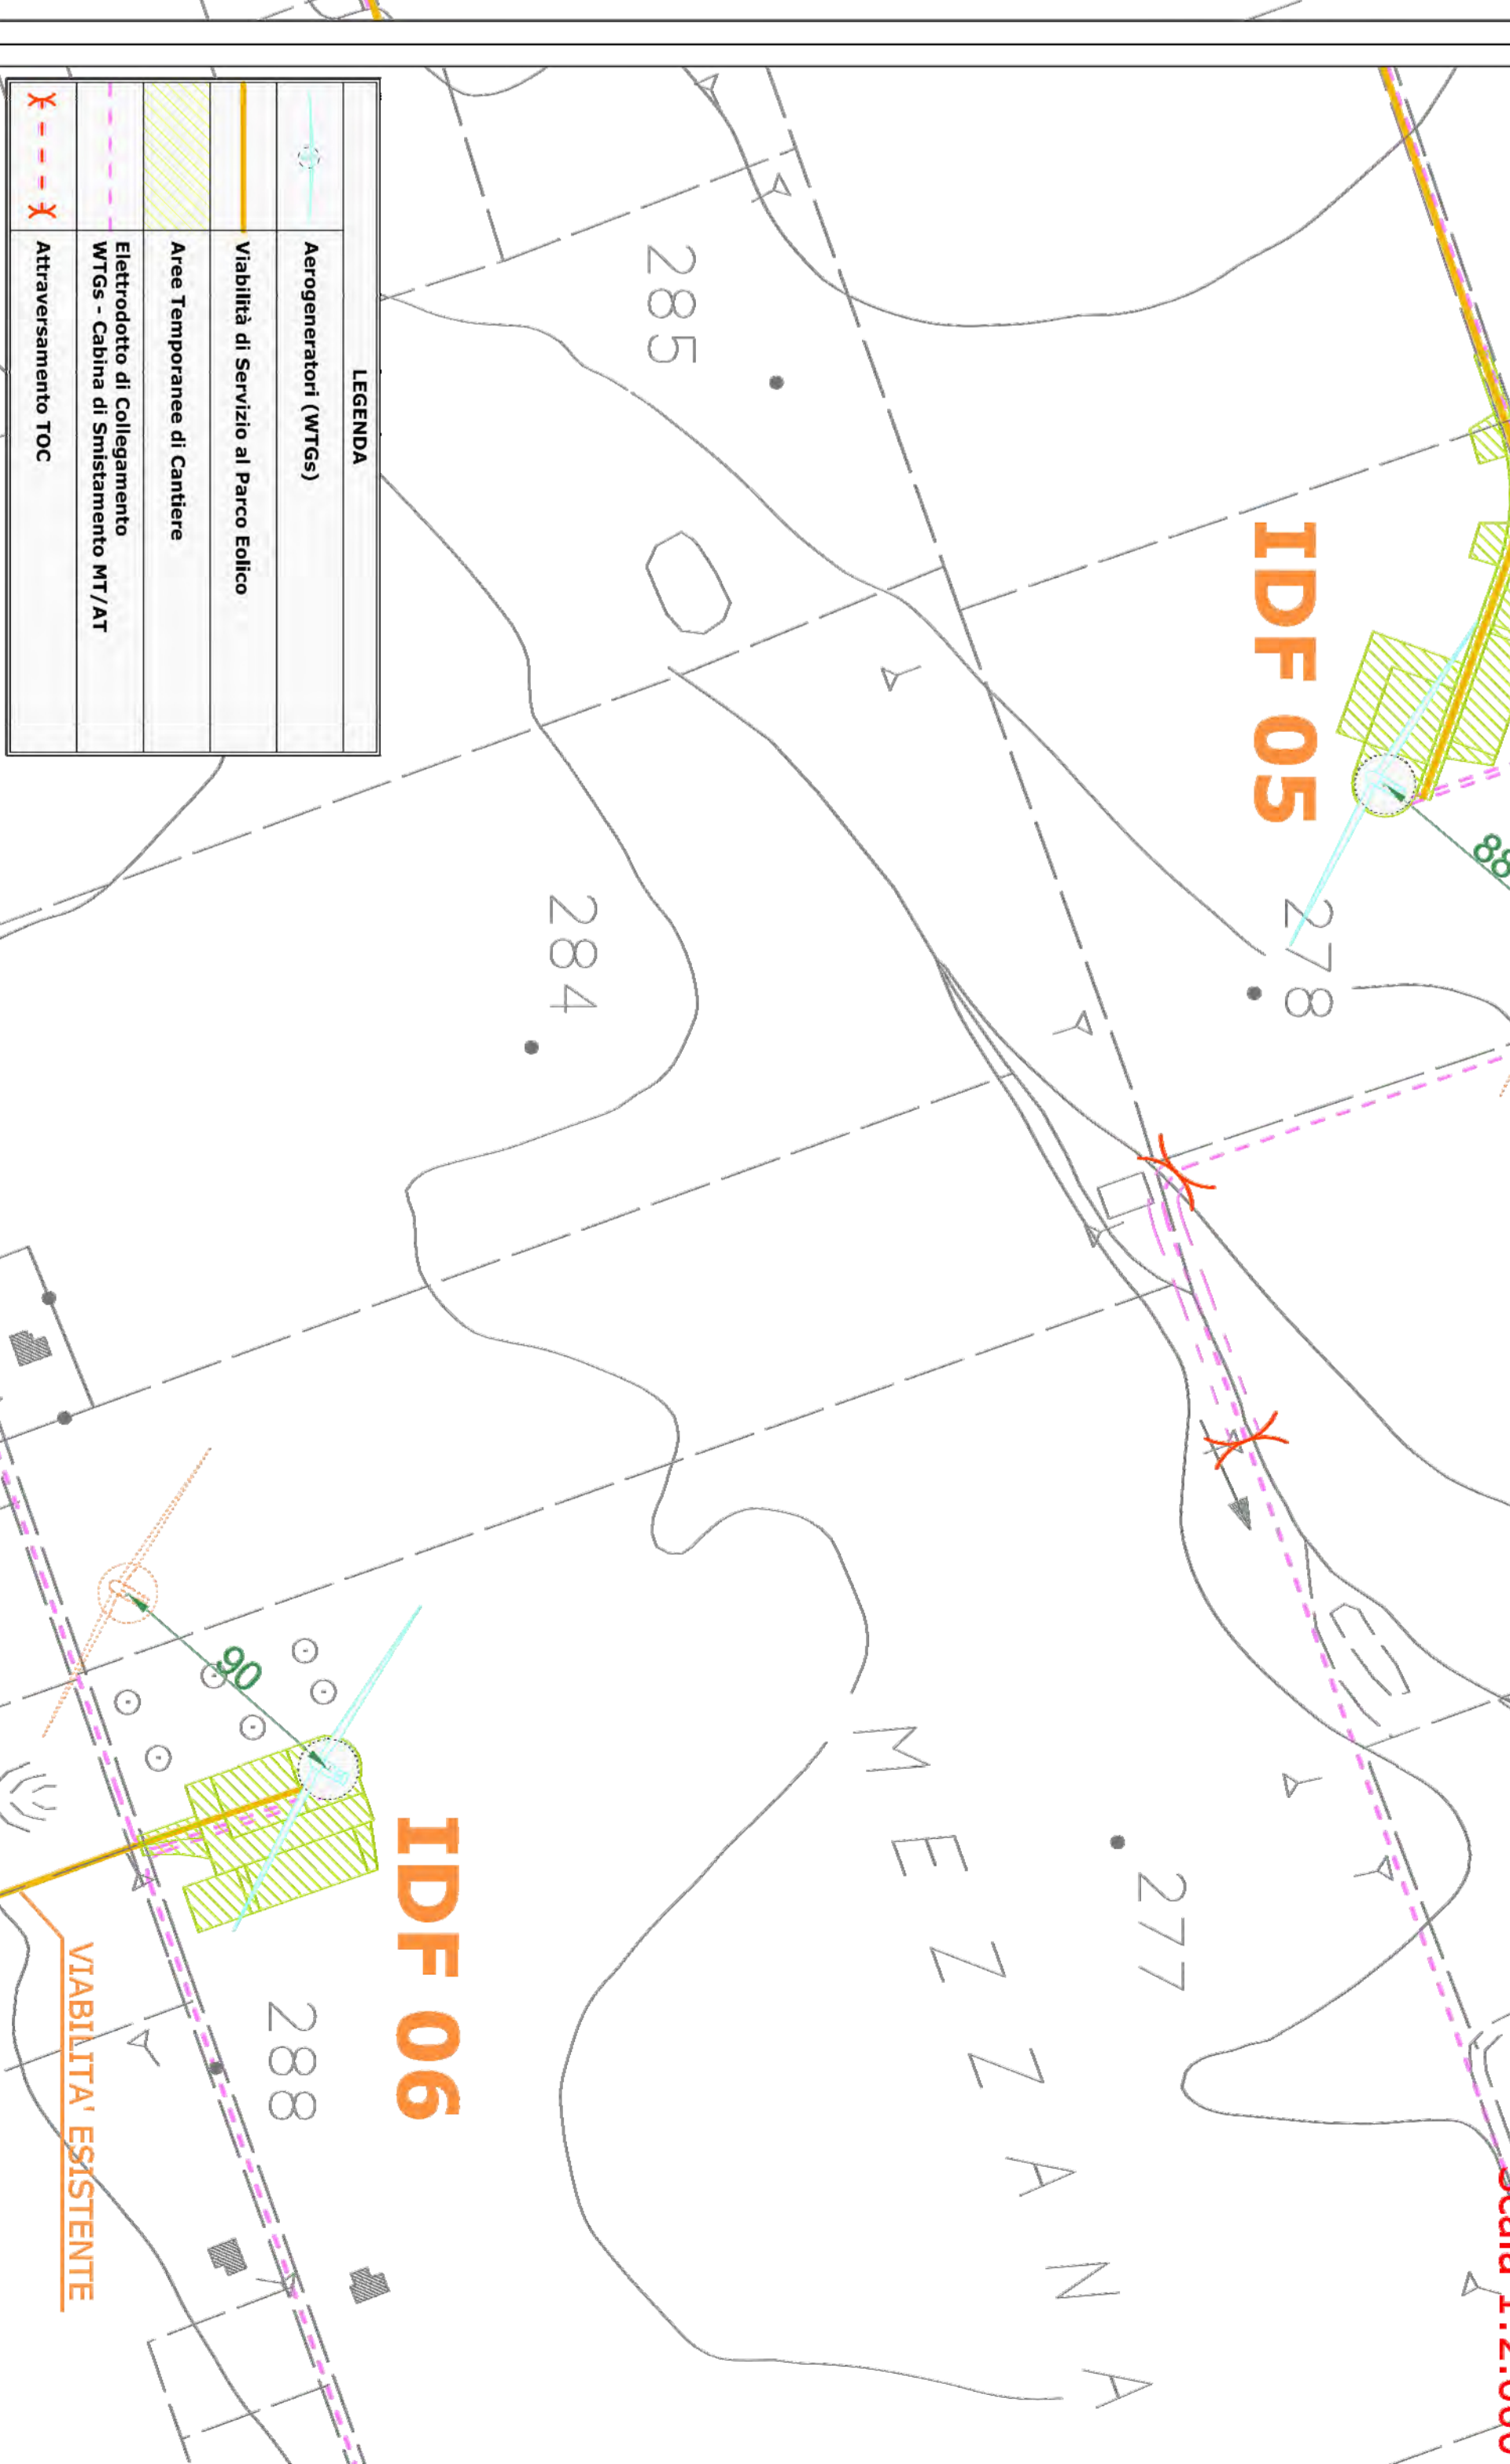 LEGENDA
Aerogeneratori (WTGs)
Viabilità di Servizio al Parco Eolico
Aree Temporanee di Cantiere
Elettrodotto di Collegamento
WTGs - Cabina di Smistamento MT/AT
Attraversamento TOC
IDF 05
88
278
285
284
277
MEZZANA
IDF 06
90
288
VIABILITA' ESISTENTE